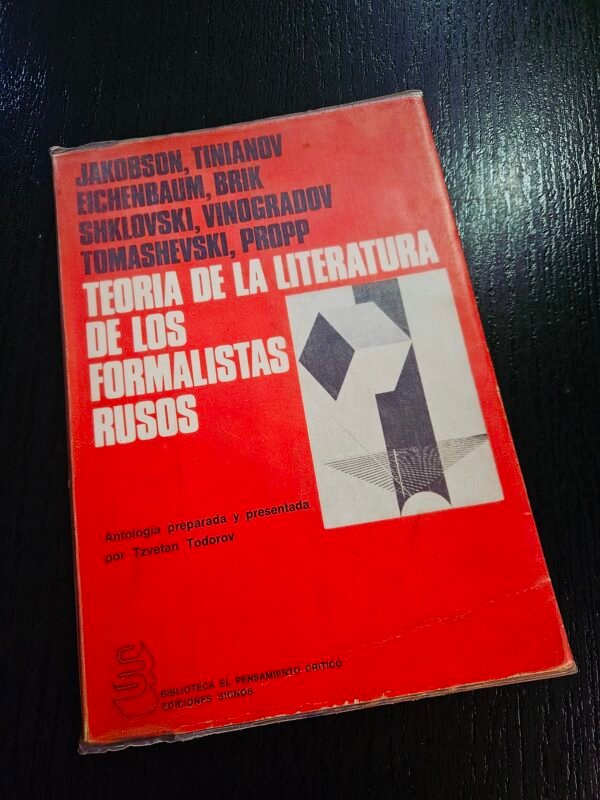 JAKOBSON, TINIANOV
EICHENBAUM, BRIK
SHKLOVSKI, VINOGRADOV
TOMASHEVSKI, PROPP
TEORIA DE LA LITERATURA
DE LOS
FORMALISTAS
RUSOS
Antología preparada y presentada
por Tzvetan Todorov
BIBLIOTECA EL PENSAMIENTO CRITICO
EDICIONES SIGNOS